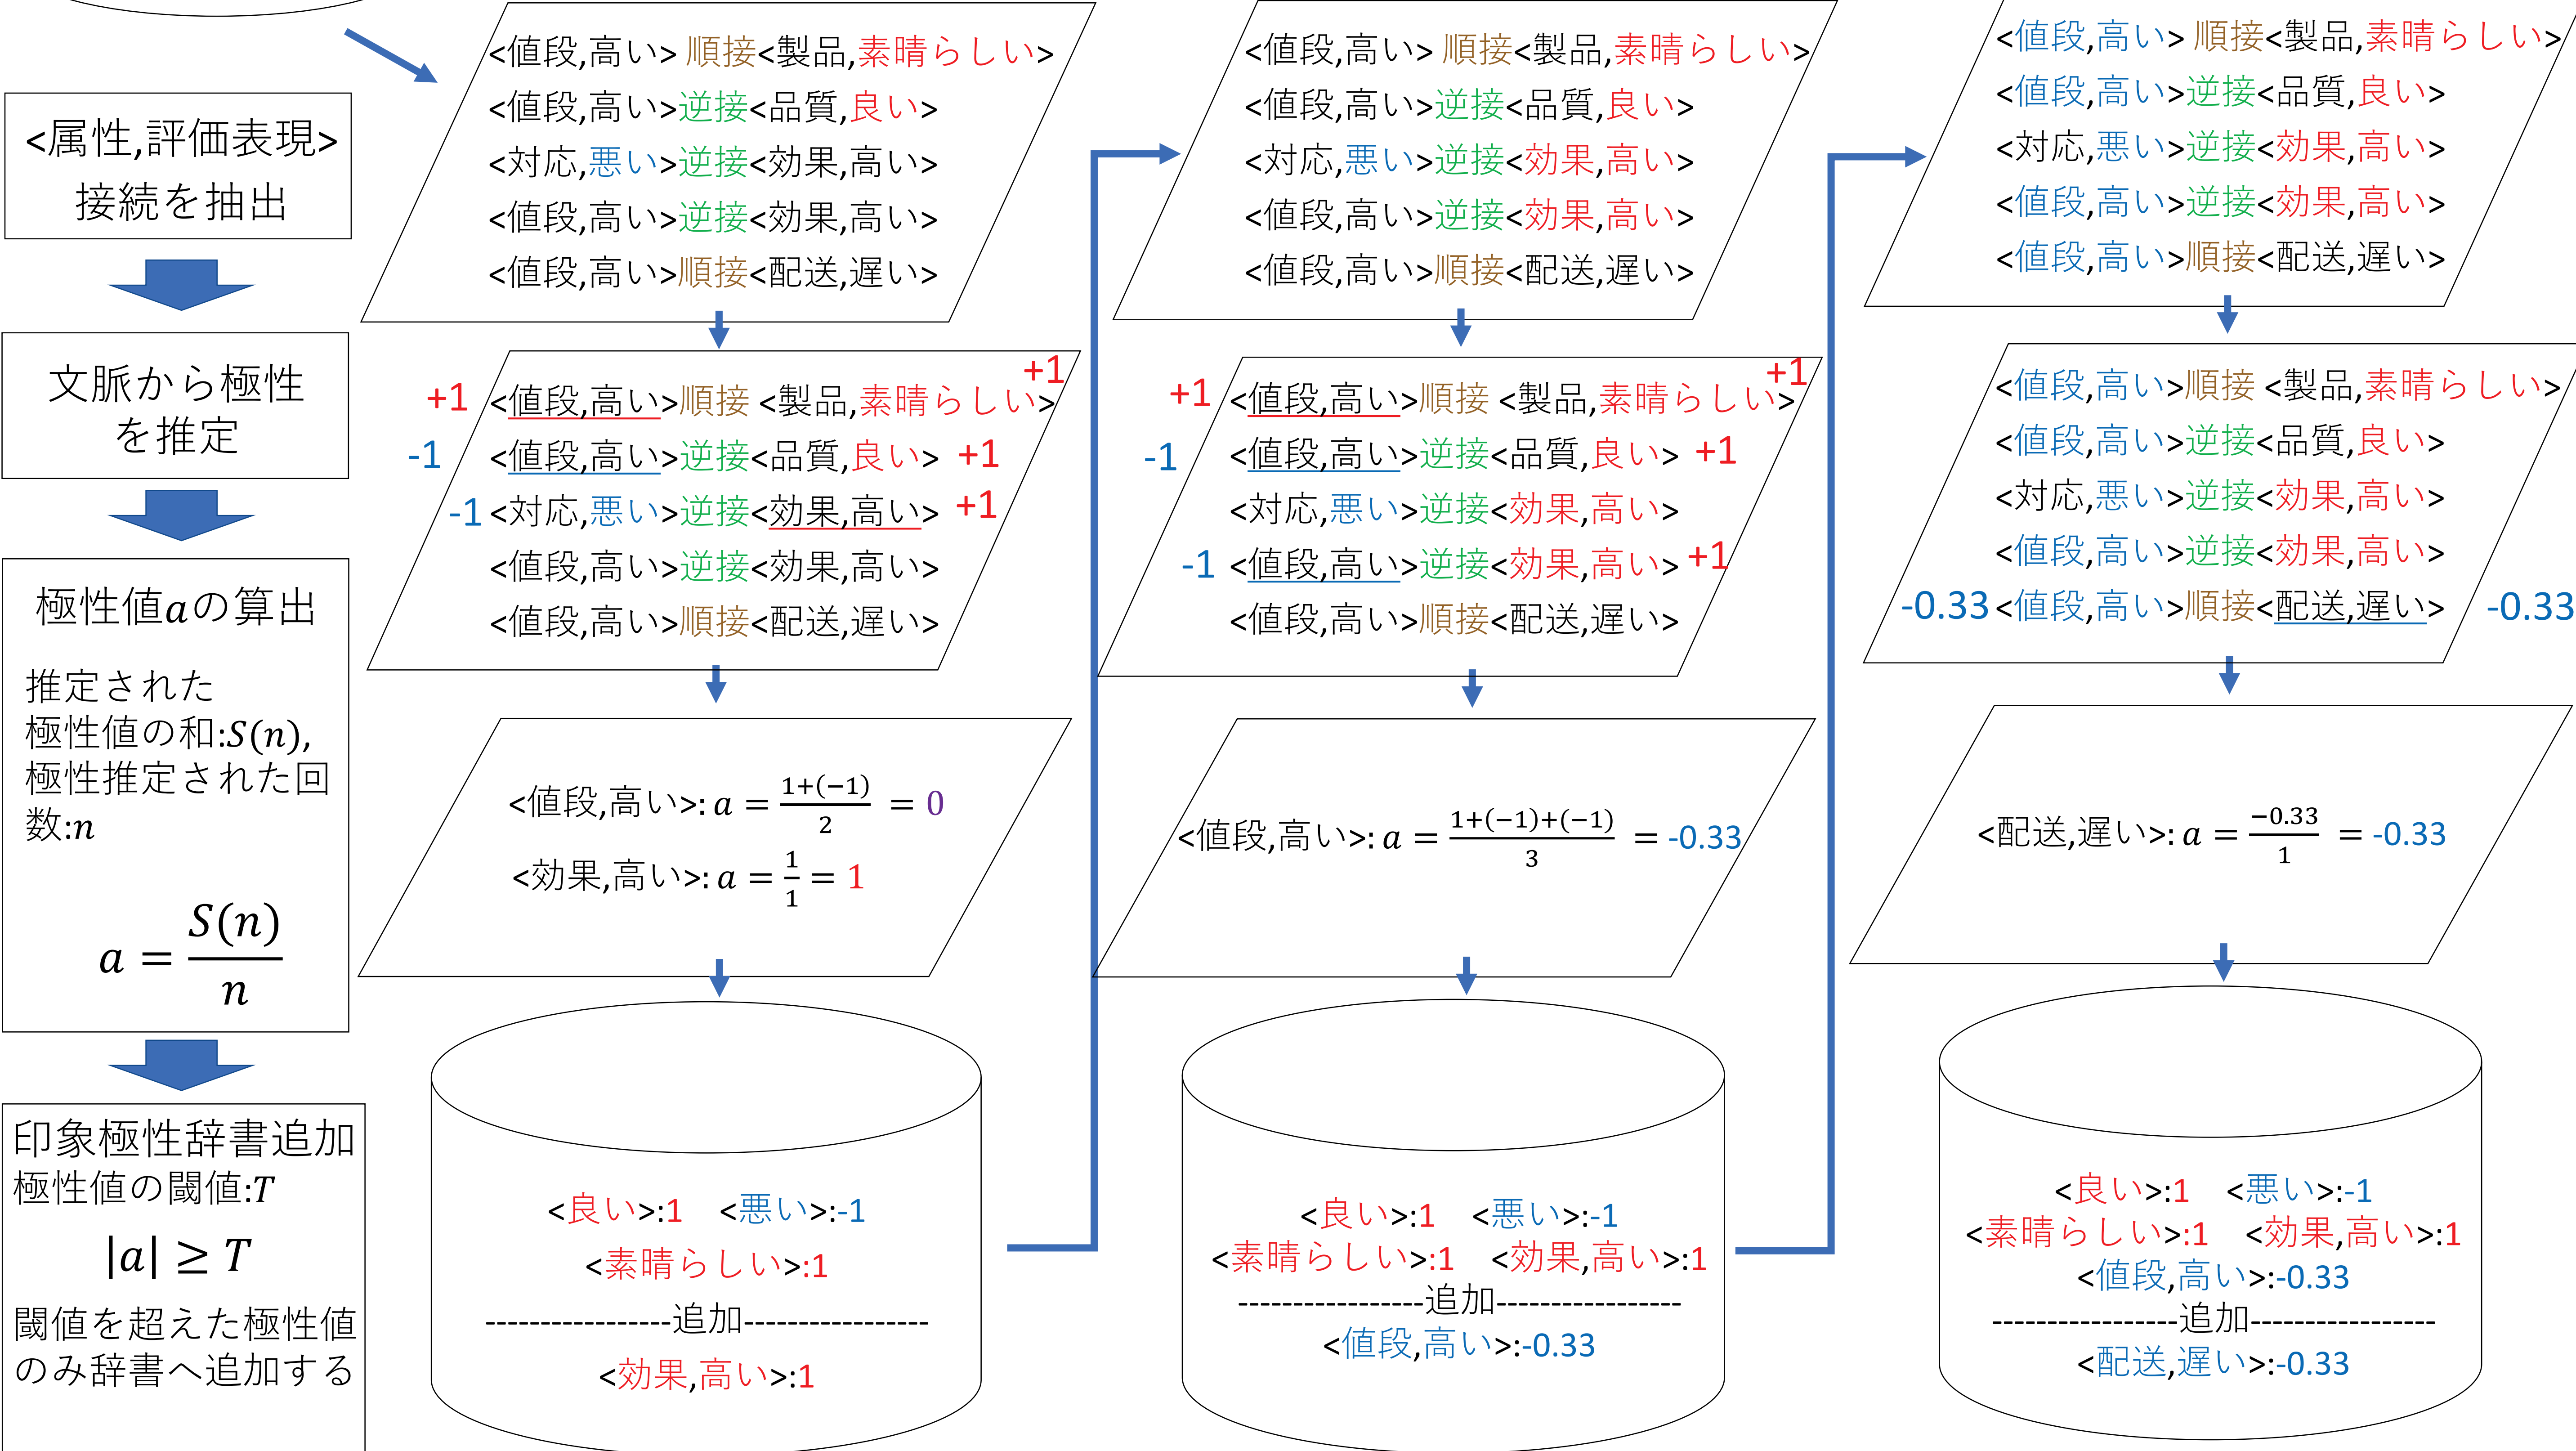 <属性,評価表現>
接続を抽出
文脈から極性
を推定
極性値aの算出
推定された
極性値の和:S(n),
極性推定された回
数:n
a = S(n)/n
印象極性辞書追加
極性値の閾値:T
|a| ≥ T
閾値を超えた極性値
のみ辞書へ追加する
<値段,高い> 順接<製品,素晴らしい>
<値段,高い>逆接<品質,良い>
<対応,悪い>逆接<効果,高い>
<値段,高い>逆接<効果,高い>
<値段,高い>順接<配送,遅い>
+1 <値段,高い>順接 <製品,素晴らしい> +1
-1 <値段,高い>逆接<品質,良い> +1
-1 <対応,悪い>逆接<効果,高い> +1
<値段,高い>逆接<効果,高い>
<値段,高い>順接<配送,遅い>
<値段,高い>: a = 1+(−1)/2 = 0
<効果,高い>: a = 1/1 = 1
<良い>:1 <悪い>:-1
<素晴らしい>:1
------------------追加------------------
<効果,高い>:1
<値段,高い> 順接<製品,素晴らしい>
<値段,高い>逆接<品質,良い>
<対応,悪い>逆接<効果,高い>
<値段,高い>逆接<効果,高い>
<値段,高い>順接<配送,遅い>
+1 <値段,高い>順接 <製品,素晴らしい> +1
-1 <値段,高い>逆接<品質,良い> +1
<対応,悪い>逆接<効果,高い>
-1 <値段,高い>逆接<効果,高い> +1
<値段,高い>順接<配送,遅い>
<値段,高い>: a = 1+(−1)+(−1)/3 = -0.33
<良い>:1 <悪い>:-1
<素晴らしい>:1 <効果,高い>:1
------------------追加------------------
<値段,高い>:-0.33
<値段,高い> 順接<製品,素晴らしい>
<値段,高い>逆接<品質,良い>
<対応,悪い>逆接<効果,高い>
<値段,高い>逆接<効果,高い>
<値段,高い>順接<配送,遅い>
<値段,高い>順接 <製品,素晴らしい>
<値段,高い>逆接<品質,良い>
<対応,悪い>逆接<効果,高い>
<値段,高い>逆接<効果,高い>
-0.33 <値段,高い>順接<配送,遅い> -0.33
<配送,遅い>: a = −0.33/1 = -0.33
<良い>:1 <悪い>:-1
<素晴らしい>:1 <効果,高い>:1
<値段,高い>:-0.33
------------------追加------------------
<配送,遅い>:-0.33